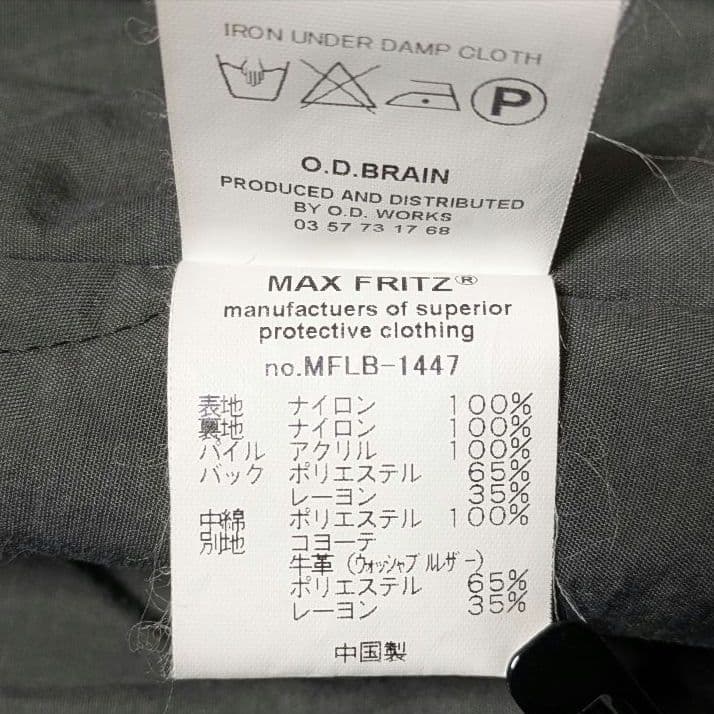 IRON UNDER DAMP CLOTH
P
O.D.BRAIN
PRODUCED AND DISTRIBUTED
BY O.D. WORKS
03 57 73 17 68
MAX FRITZ®
manufactuers of superior
protective clothing
no.MFLB-1447
表地 ナイロン 100%
裏地 ナイロン 100%
パイル アクリル 100%
バック ポリエステル 65%
レーヨン 35%
中綿 ポリエステル 100%
別地 コヨーテ
牛革(ウォッシャブルレザー)
ポリエステル 65%
レーヨン 35%
中国製